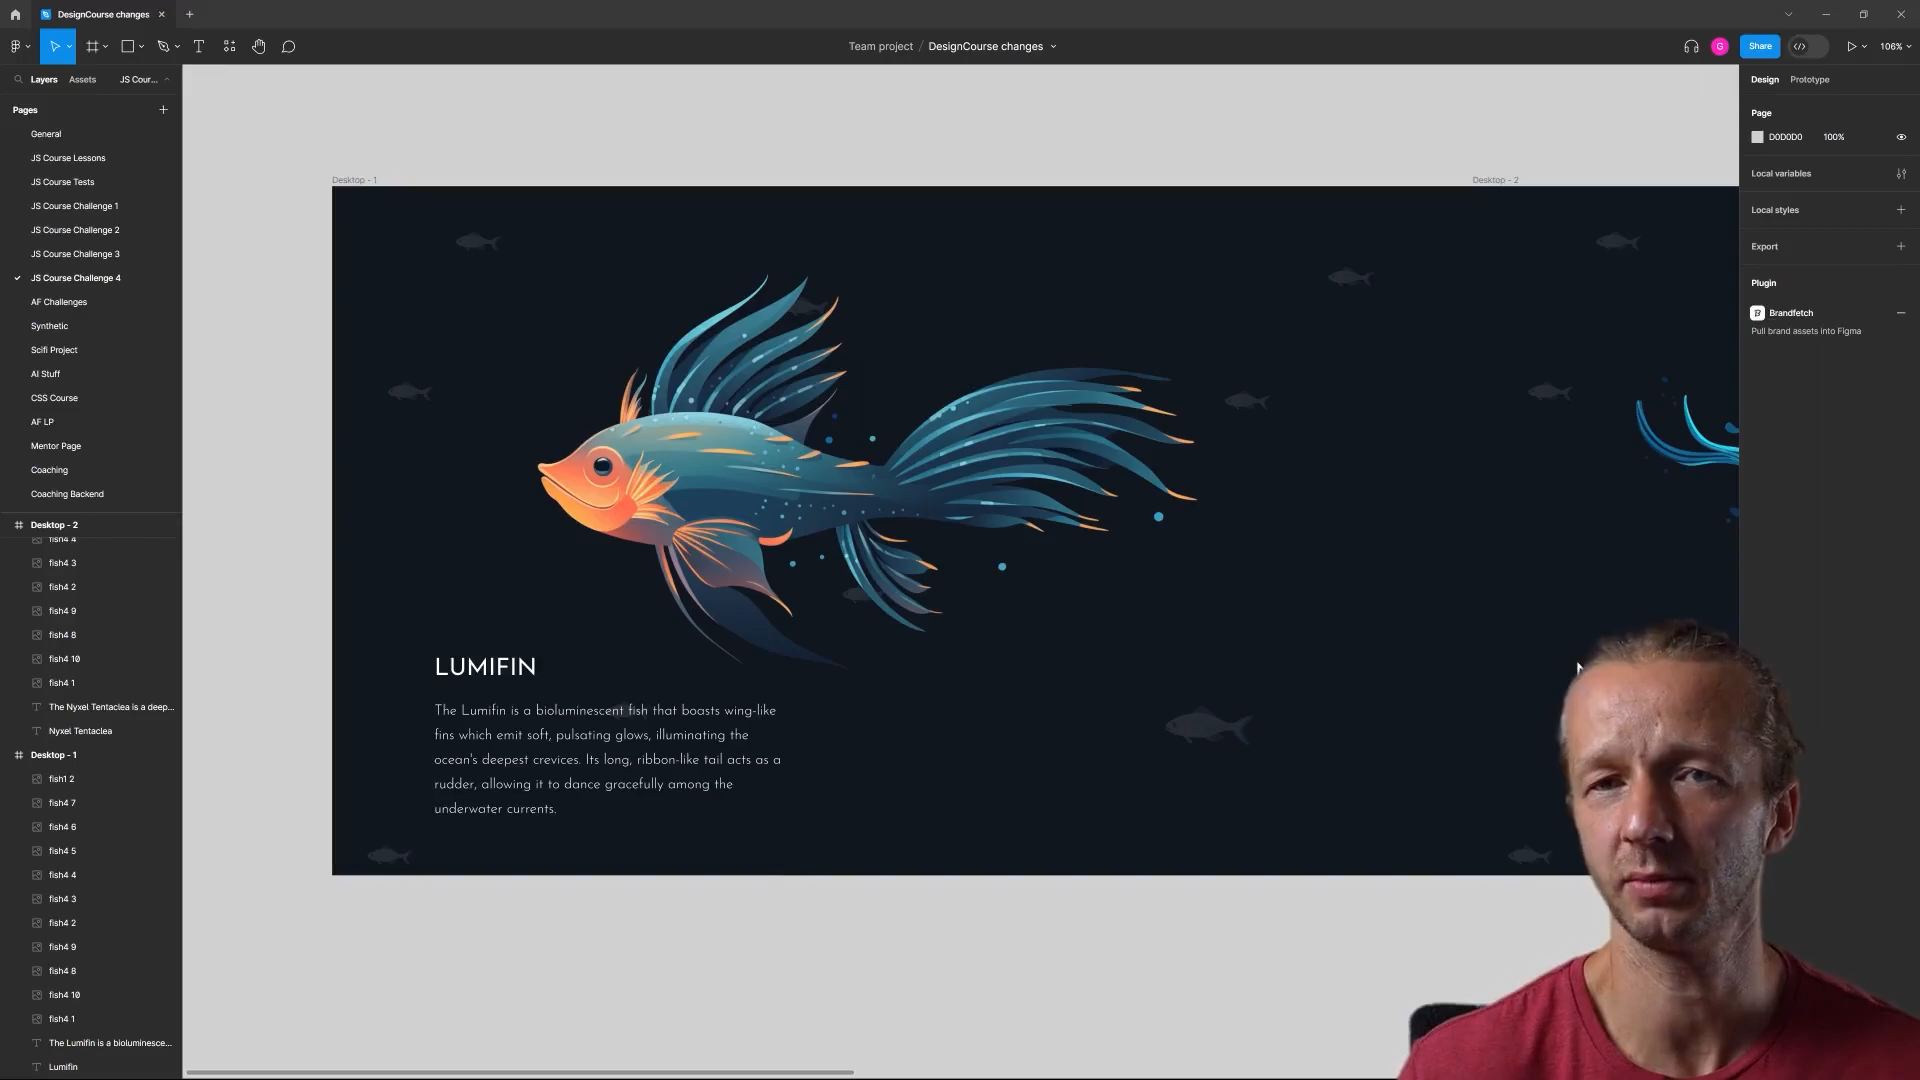 DesignCourse changes
Team project / DesignCourse changes
G
Share
106%
Layers
Assets
JS Cour...
Pages
General
JS Course Lessons
JS Course Tests
JS Course Challenge 1
JS Course Challenge 2
JS Course Challenge 3
JS Course Challenge 4
AF Challenges
Synthetic
Scifi Project
AI Stuff
CSS Course
AF LP
Mentor Page
Coaching
Coaching Backend
Desktop - 2
fish4 4
fish4 3
fish4 2
fish4 9
fish4 8
fish4 10
fish4 1
The Nyxel Tentaclea is a deep...
Nyxel Tentaclea
Desktop - 1
fish1 2
fish4 7
fish4 6
fish4 5
fish4 4
fish4 3
fish4 2
fish4 9
fish4 8
fish4 10
fish4 1
The Lumifin is a bioluminesce...
Lumifin
Desktop - 1
Desktop - 2
LUMIFIN
The Lumifin is a bioluminescent fish that boasts wing-like
fins which emit soft, pulsating glows, illuminating the
ocean's deepest crevices. Its long, ribbon-like tail acts as a
rudder, allowing it to dance gracefully among the
underwater currents.
Design
Prototype
Page
D0D0D0
100%
Local variables
Local styles
Export
Plugin
Brandfetch
Pull brand assets into Figma